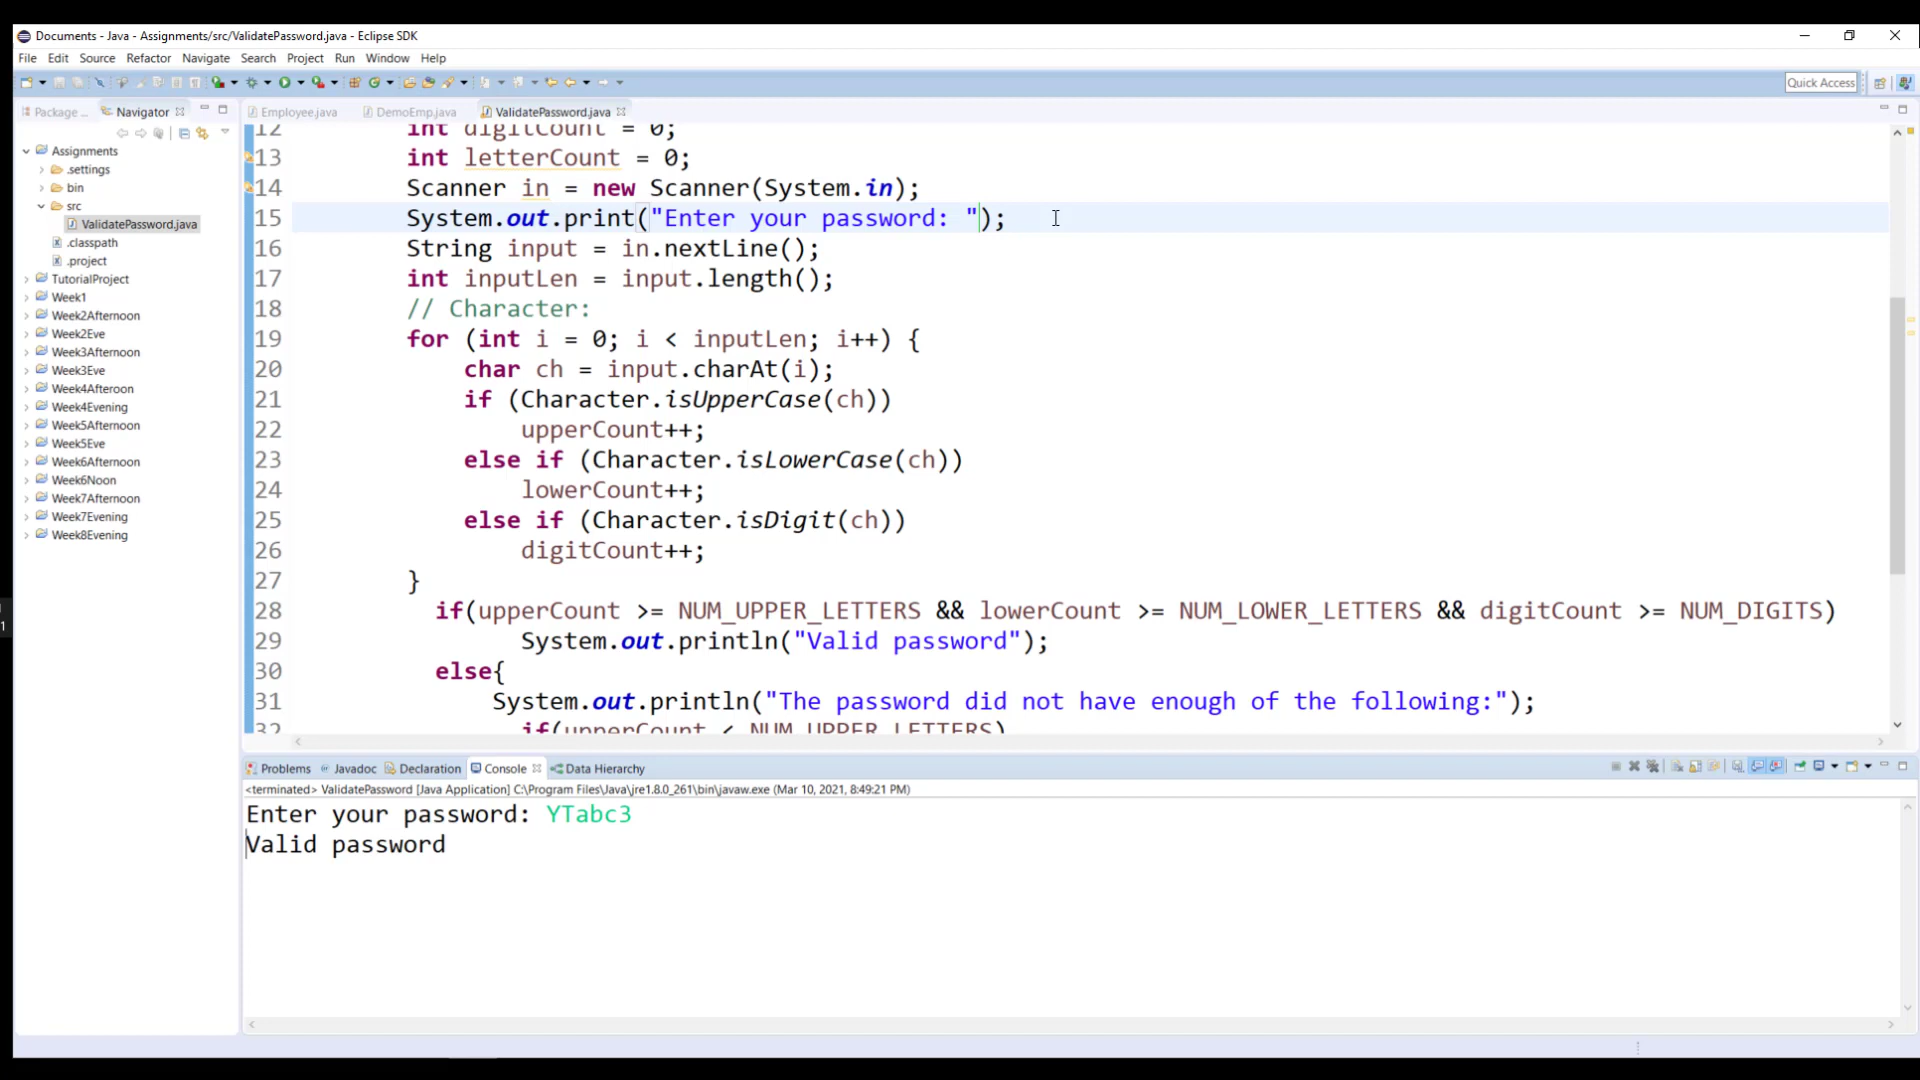 Documents - Java - Assignments/src/ValidatePassword.java - Eclipse SDK
File Edit Source Refactor Navigate Search Project Run Window Help
Quick Access
Package ... Navigator
Employee.java DemoEmp.java ValidatePassword.java
Assignments
.settings
bin
src
ValidatePassword.java
.classpath
.project
TutorialProject
Week1
Week2Afternoon
Week2Eve
Week3Afternoon
Week3Eve
Week4Afteroon
Week4Evening
Week5Afternoon
Week5Eve
Week6Afternoon
Week6Noon
Week7Afternoon
Week7Evening
Week8Evening
12 int digitCount = 0;
13 int letterCount = 0;
14 Scanner in = new Scanner(System.in);
15 System.out.print("Enter your password: ");
16 String input = in.nextLine();
17 int inputLen = input.length();
18 // Character:
19 for (int i = 0; i < inputLen; i++) {
20 char ch = input.charAt(i);
21 if (Character.isUpperCase(ch))
22 upperCount++;
23 else if (Character.isLowerCase(ch))
24 lowerCount++;
25 else if (Character.isDigit(ch))
26 digitCount++;
27 }
28 if(upperCount >= NUM_UPPER_LETTERS && lowerCount >= NUM_LOWER_LETTERS && digitCount >= NUM_DIGITS)
29 System.out.println("Valid password");
30 else{
31 System.out.println("The password did not have enough of the following:");
32 if(upperCount < NUM_UPPER_LETTERS)
Problems Javadoc Declaration Console Data Hierarchy
<terminated> ValidatePassword [Java Application] C:\Program Files\Java\jre1.8.0_261\bin\javaw.exe (Mar 10, 2021, 8:49:21 PM)
Enter your password: YTabc3
Valid password